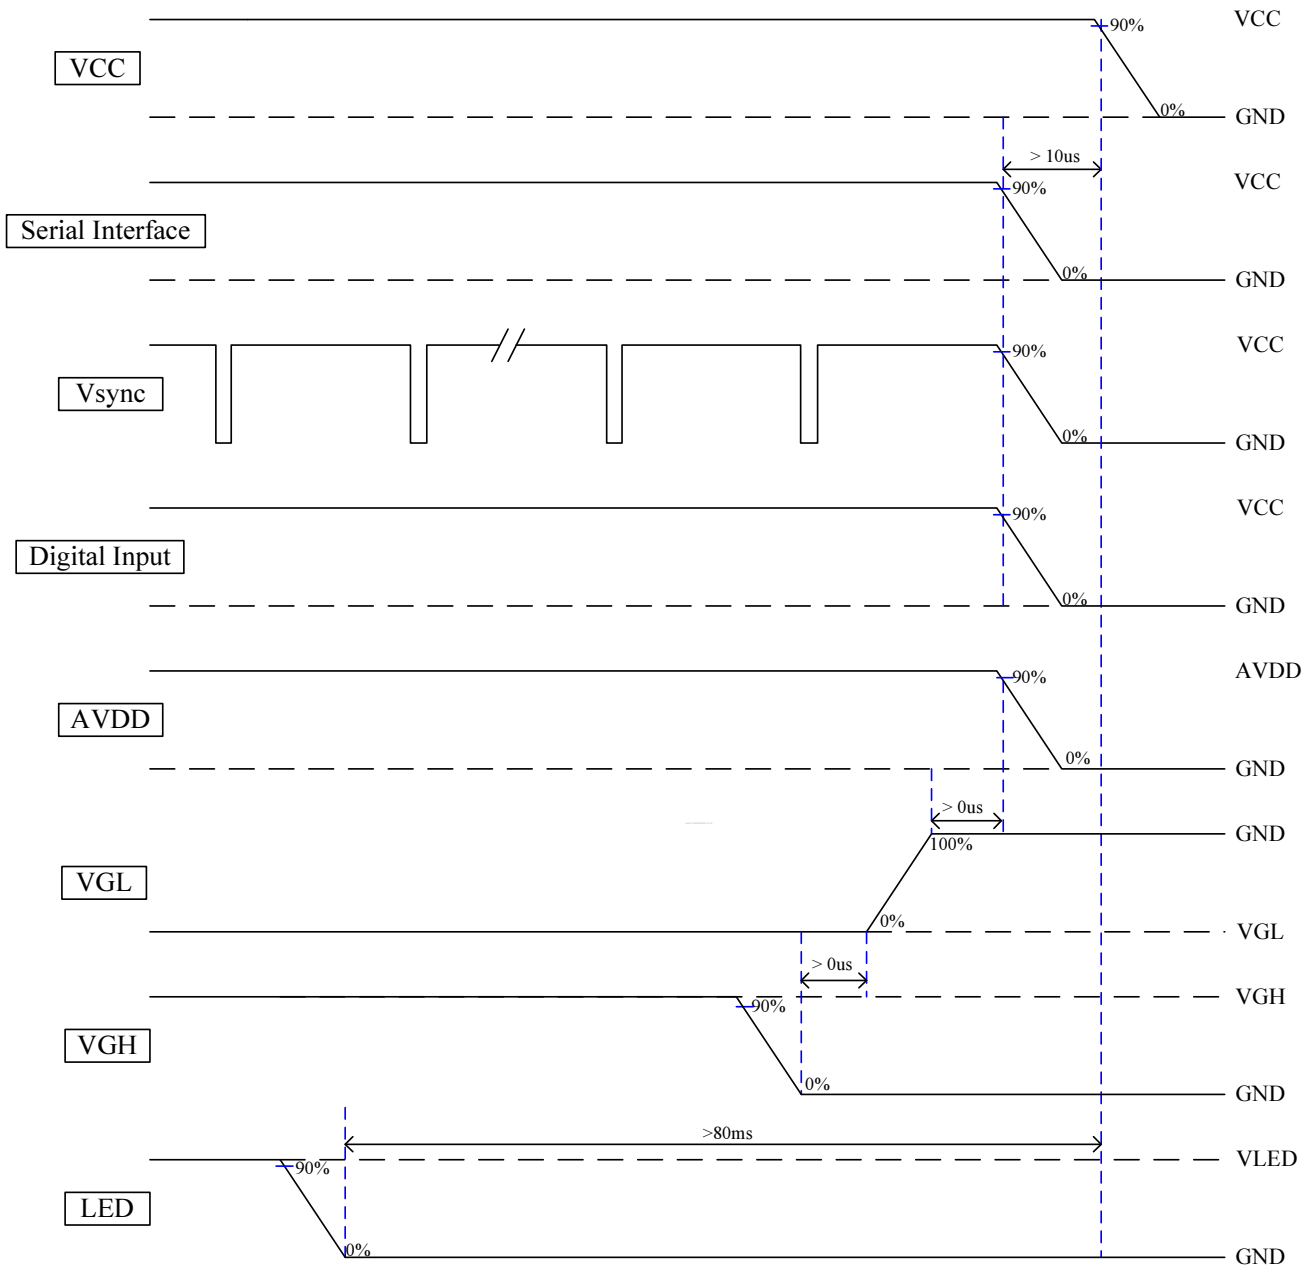 VCC
90%
VCC
0%
GND
> 10us
VCC
90%
Serial Interface
0%
GND
VCC
90%
Vsync
0%
GND
VCC
90%
Digital Input
0%
GND
AVDD
90%
AVDD
0%
GND
> 0us
GND
100%
VGL
0%
VGL
> 0us
VGH
90%
VGH
0%
GND
>80ms
VLED
90%
LED
0%
GND